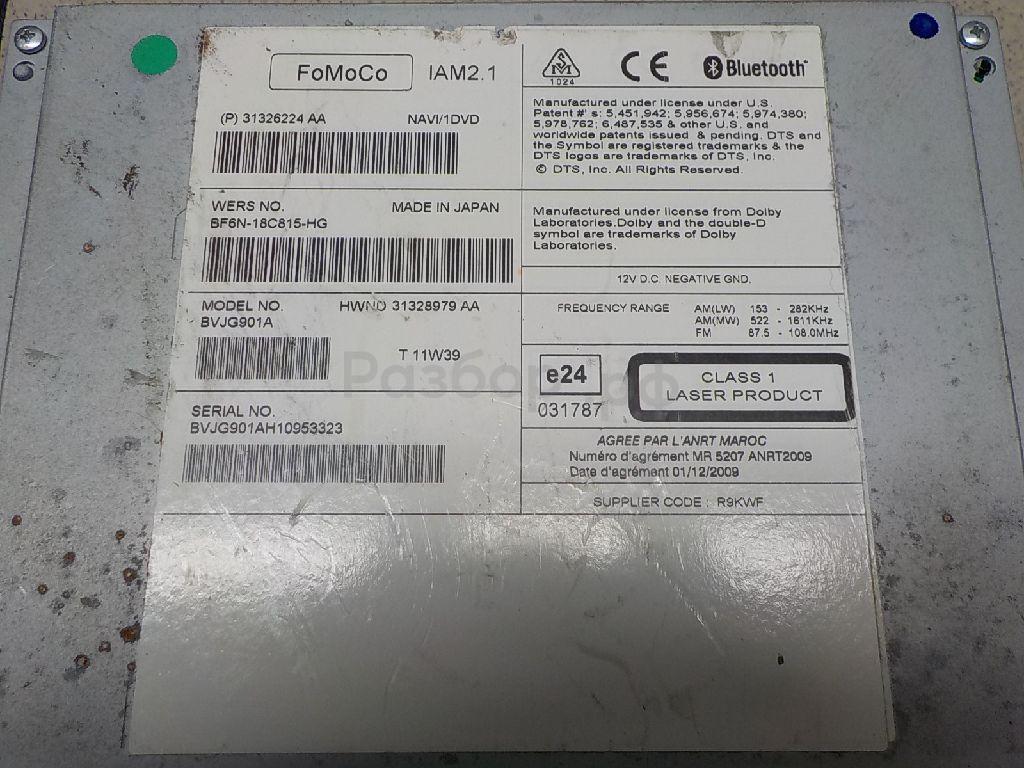 FoMoCo IAM2.1
(P) 31326224 AA NAVI/1DVD
WERS NO. MADE IN JAPAN
BF6N-18C815-HG
MODEL NO. HWNO 31328979 AA
BVJG901A
T 11W39
SERIAL NO.
BVJG901AH10953323
1024
CE
Bluetooth
Manufactured under license under U.S.
Patent #' s: 5,451,942; 5,956,674; 5,974,380;
5,978,762; 6,487,535 & other U.S. and
worldwide patents issued & pending. DTS and
the Symbol are registered trademarks & the
DTS logos are trademarks of DTS, Inc.
© DTS, Inc. All Rights Reserved.
Manufactured under license from Dolby
Laboratories.Dolby and the double-D
symbol are trademarks of Dolby
Laboratories.
12V D.C. NEGATIVE GND.
FREQUENCY RANGE AM(LW) 153 - 282KHz
AM(MW) 522 - 1611KHz
FM 87.5 - 108.0MHz
e24
031787
CLASS 1
LASER PRODUCT
AGREE PAR L'ANRT MAROC
Numéro d'agrément MR 5207 ANRT2009
Date d'agrément 01/12/2009
SUPPLIER CODE : R9KWF